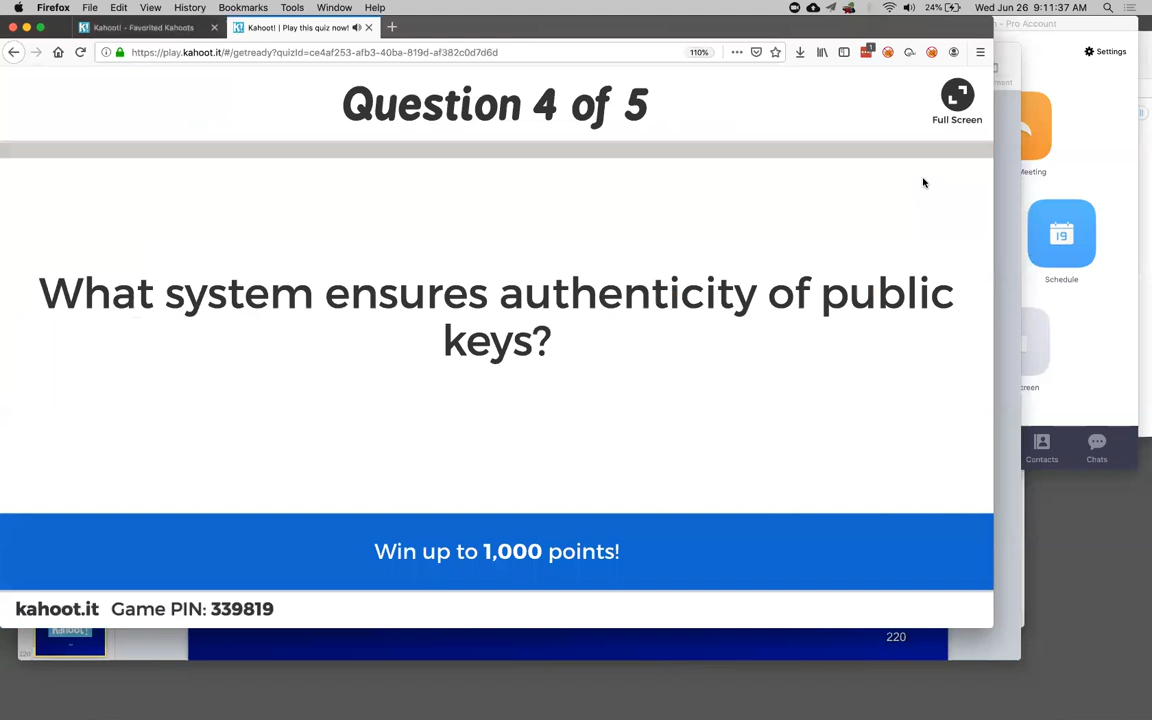 Firefox File Edit View History Bookmarks Tools Window Help 24% Wed Jun 26 9:11:37 AM
Kahoot! - Favorited Kahoots
Kahoot! | Play this quiz now!
- Pro Account
https://play.kahoot.it/#/getready?quizId=ce4af253-afb3-40ba-819d-af382c0d7d6d 110%
Settings
Question 4 of 5
Full Screen
Meeting
19
Schedule
What system ensures authenticity of public
keys?
Contacts Chats
Win up to 1,000 points!
kahoot.it Game PIN: 339819
220